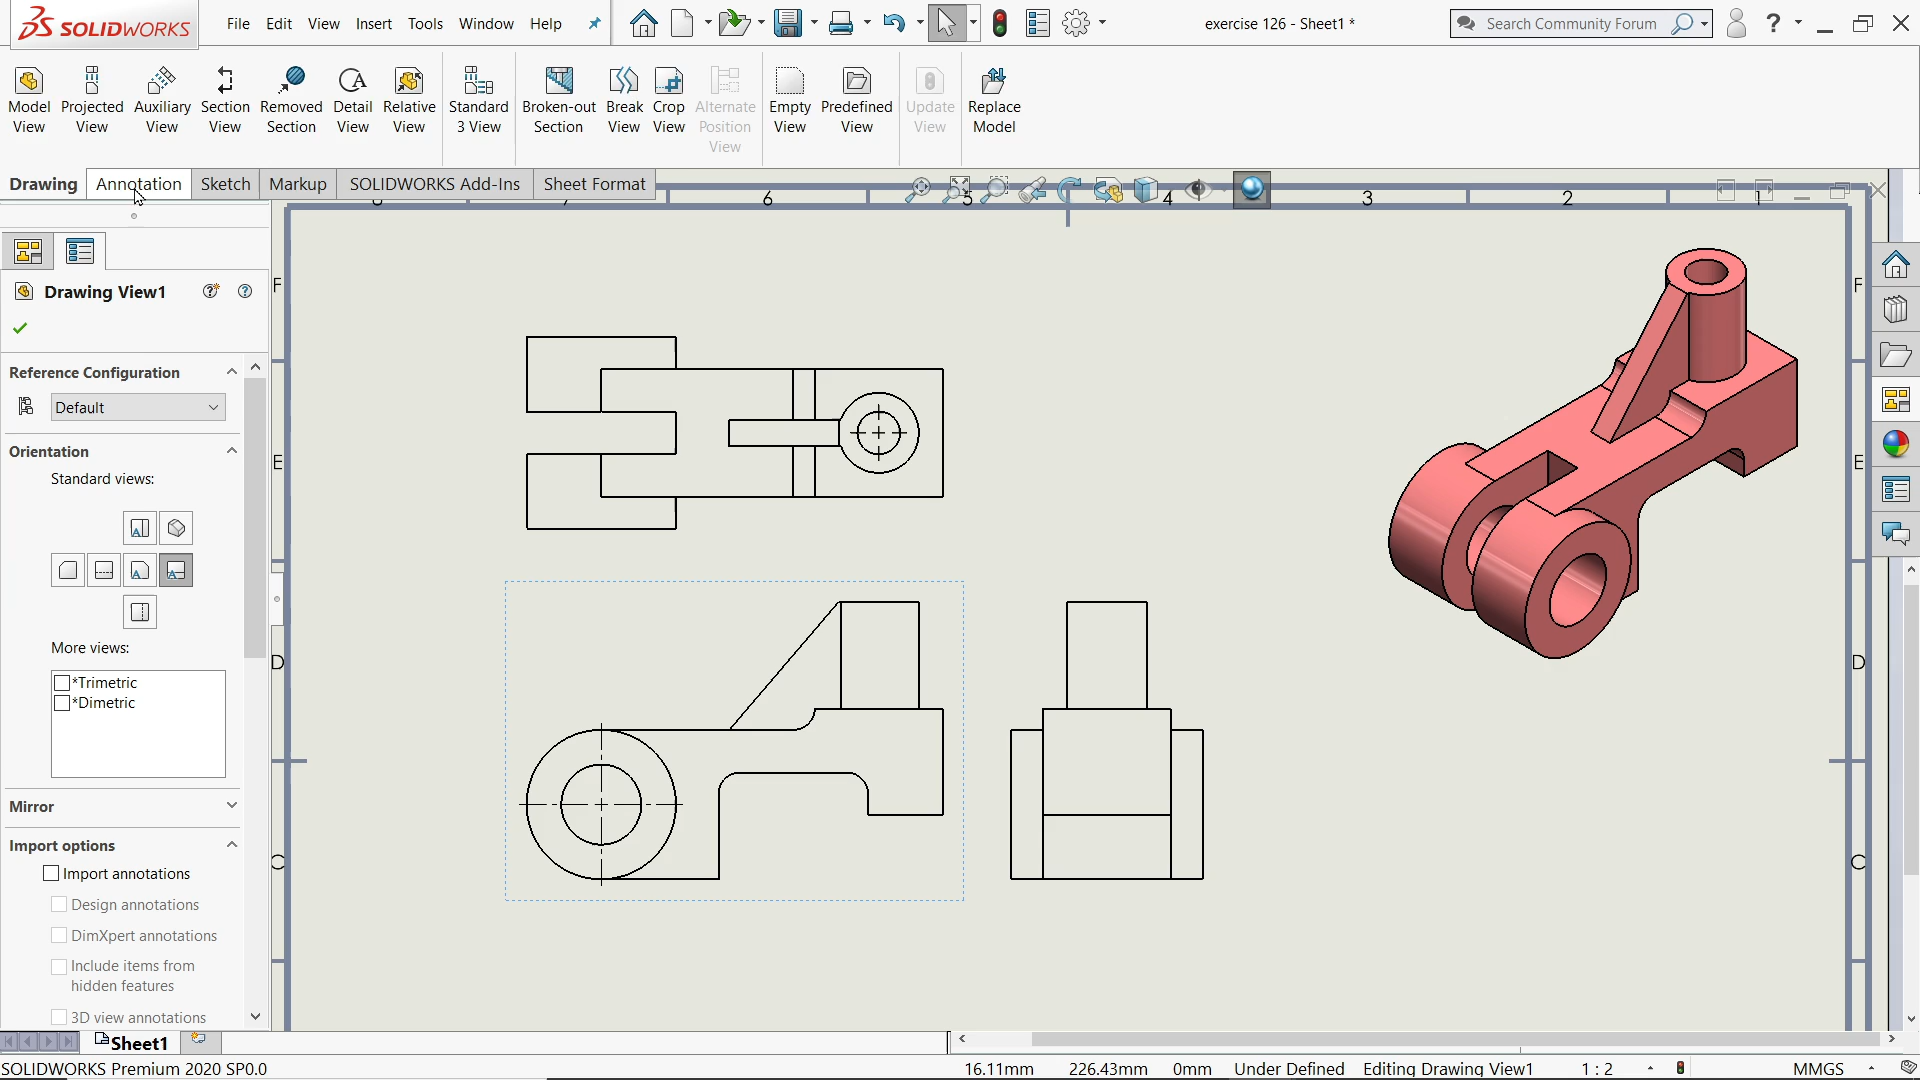 SOLIDWORKS
File Edit View Insert Tools Window Help
exercise 126 - Sheet1 *
Search Community Forum
?
Model View
Projected View
Auxiliary View
Section View
Removed Section
Detail View
Relative View
Standard 3 View
Broken-out Section
Break View
Crop View
Alternate Position View
Empty View
Predefined View
Update View
Replace Model
Drawing Annotation Sketch Markup SOLIDWORKS Add-Ins Sheet Format
6 5 4 3 2 1
Drawing View1
Reference Configuration
Default
Orientation
Standard views:
More views:
*Trimetric
*Dimetric
Mirror
Import options
Import annotations
Design annotations
DimXpert annotations
Include items from
hidden features
3D view annotations
F F
E E
D D
C C
Sheet1
SOLIDWORKS Premium 2020 SP0.0
16.11mm 226.43mm 0mm Under Defined Editing Drawing View1 1 : 2 MMGS